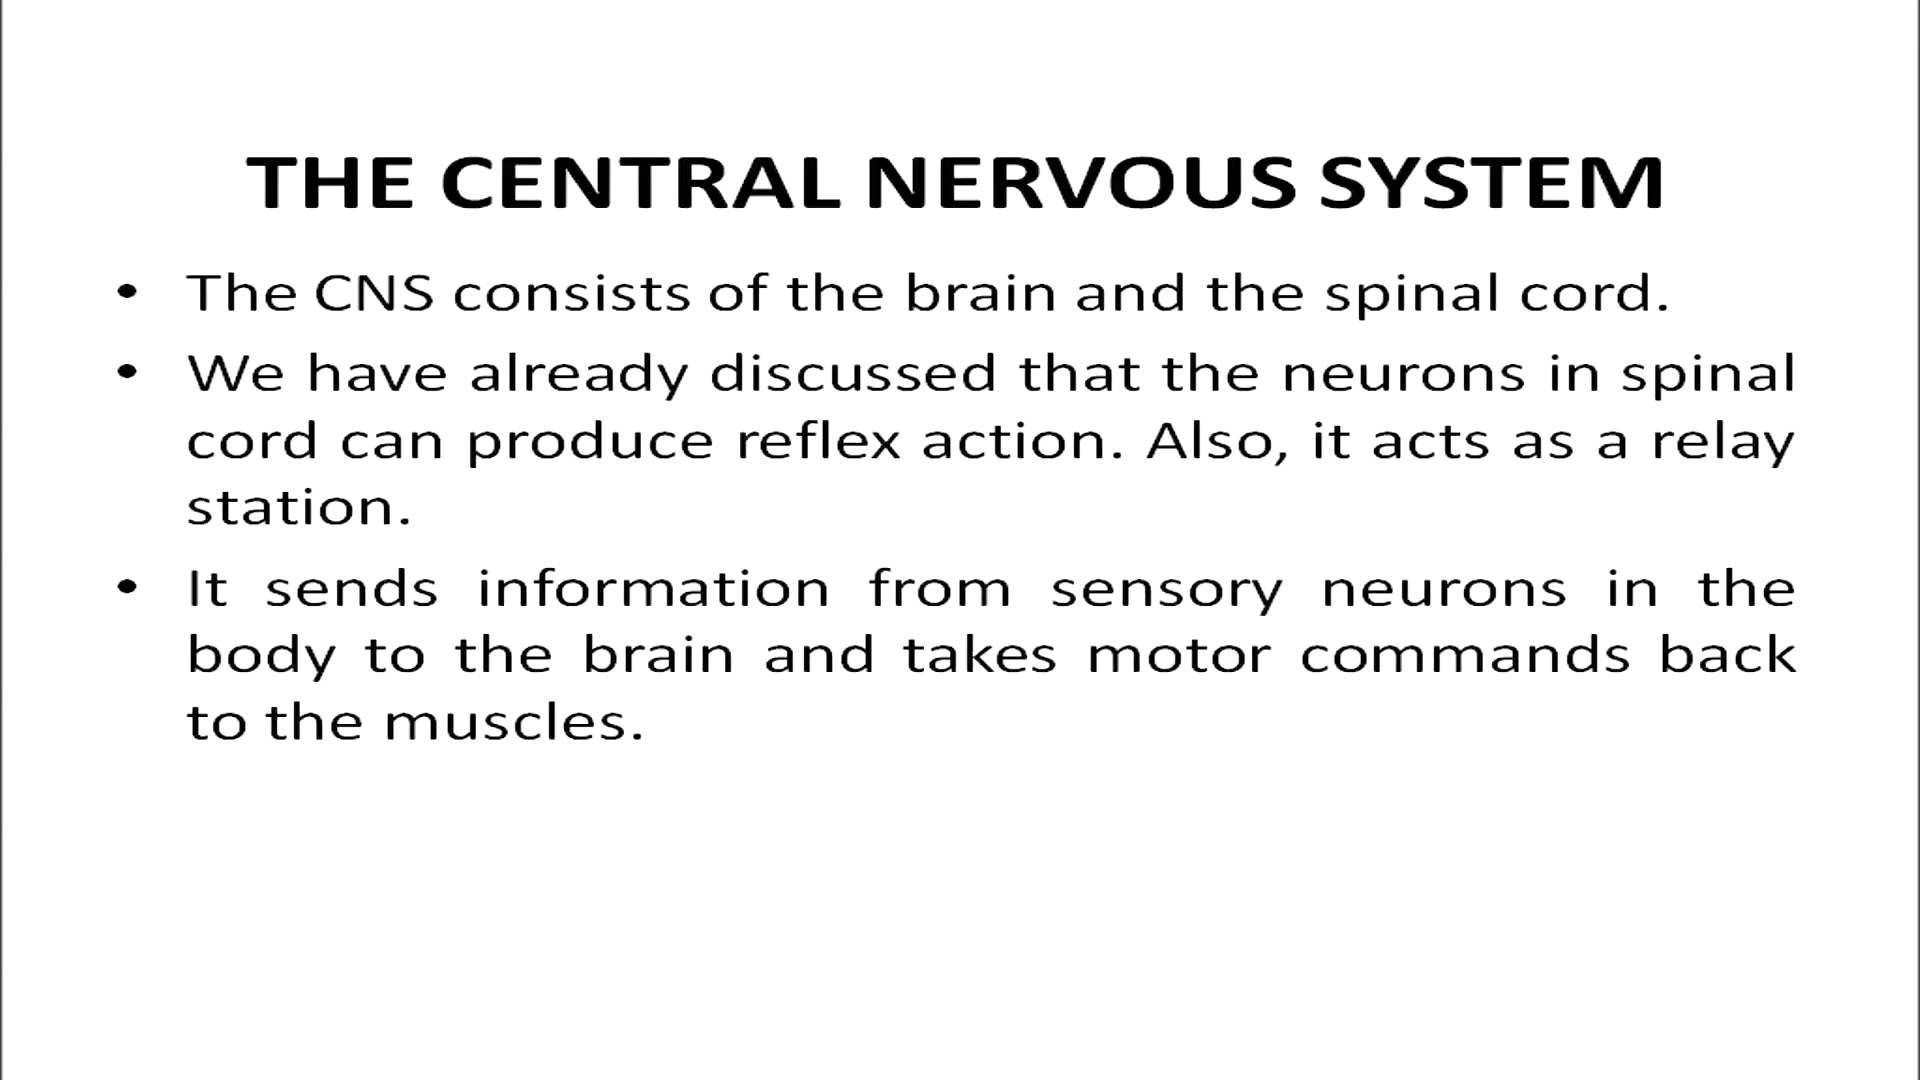 THE CENTRAL NERVOUS SYSTEM
• The CNS consists of the brain and the spinal cord.
• We have already discussed that the neurons in spinal
cord can produce reflex action. Also, it acts as a relay
station.
• It sends information from sensory neurons in the
body to the brain and takes motor commands back
to the muscles.